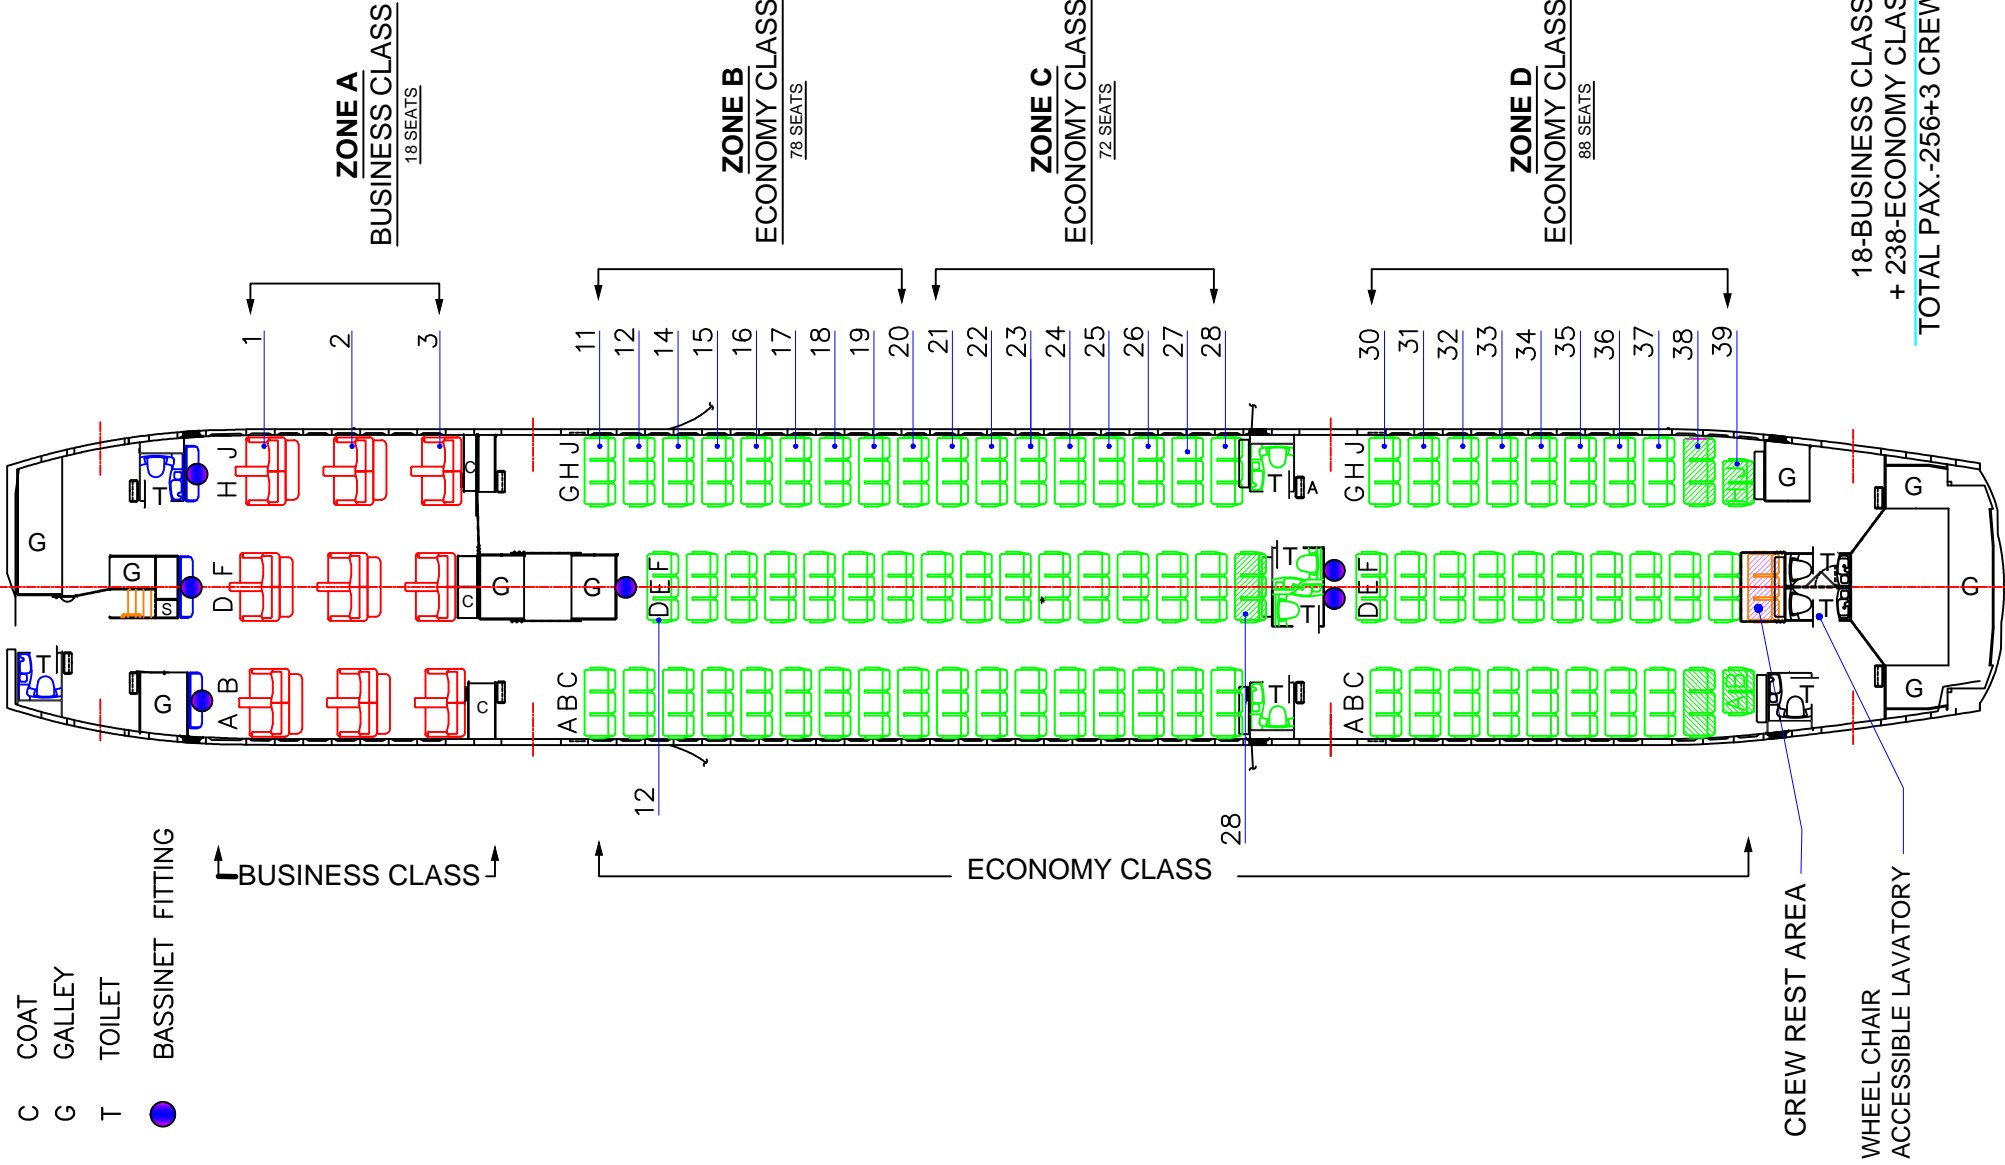 ZONE A
BUSINESS CLASS
18 SEATS
ZONE B
ECONOMY CLASS
78 SEATS
ZONE C
ECONOMY CLASS
72 SEATS
ZONE D
ECONOMY CLASS
88 SEATS
18-BUSINESS CLASS
+ 238-ECONOMY CLAS
TOTAL PAX.-256+3 CREW
1
2
3
11
12
14
15
16
17
18
19
20
21
22
23
24
25
26
27
28
30
31
32
33
34
35
36
37
38
39
G
T
H J
C
G H J
T
A
G H J
H J
G
G
G
S
D F
C
G
G
D E F
T
T
D E F
T
T
C
T
G
A B
C
A B C
T
A B C
A B
T
G
12
28
BUSINESS CLASS
ECONOMY CLASS
CREW REST AREA
WHEEL CHAIR
ACCESSIBLE LAVATORY
C COAT
G GALLEY
T TOILET
BASSINET FITTING